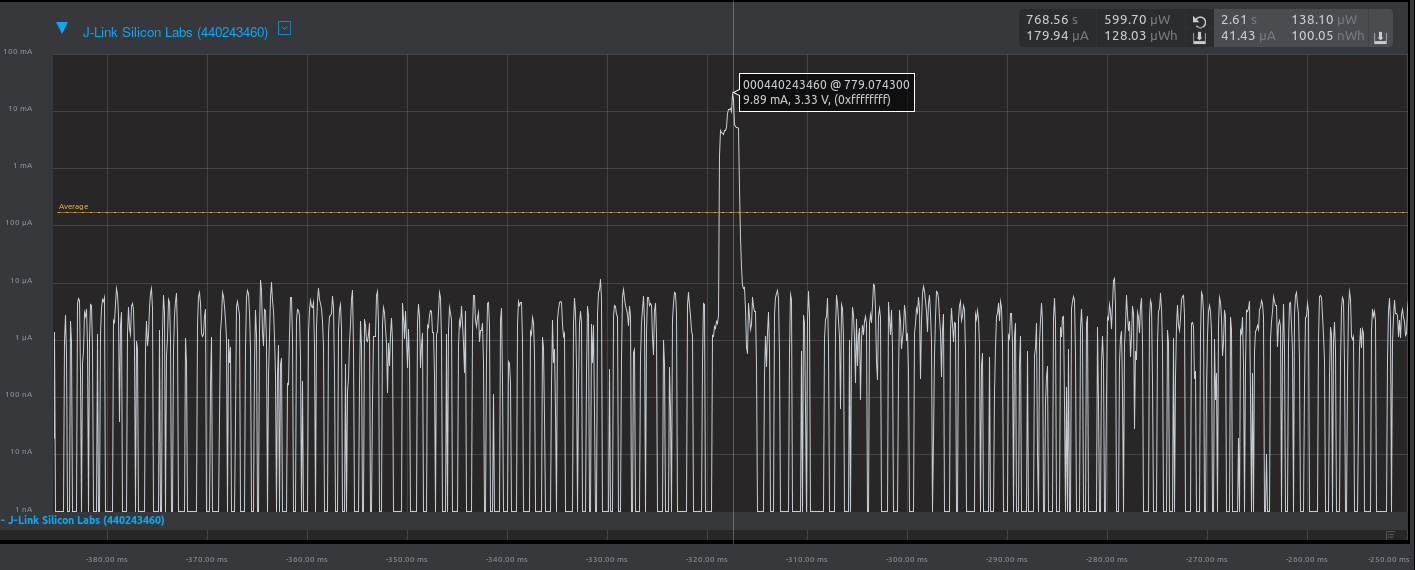 J-Link Silicon Labs (440243460)
768.56 s 599.70 µW 2.61 s 138.10 µW
179.94 µA 128.03 µWh 41.43 µA 100.05 nWh
100 mA
000440243460 @ 779.074300
9.89 mA, 3.33 V, (0xffffffff)
10 mA
1 mA
Average
100 µA
10 µA
1 µA
100 nA
10 nA
1 nA
- J-Link Silicon Labs (440243460)
-380.00 ms -370.00 ms -360.00 ms -350.00 ms -340.00 ms -330.00 ms -320.00 ms -310.00 ms -300.00 ms -290.00 ms -280.00 ms -270.00 ms -260.00 ms -250.00 ms